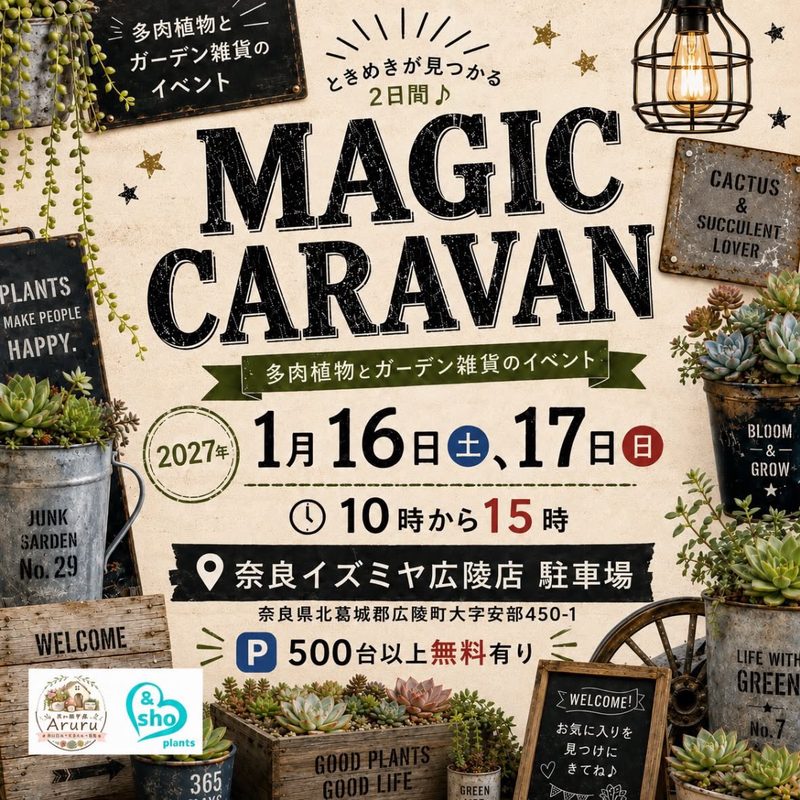 多肉植物と
ガーデン雑貨の
イベント
ときめきが見つかる
2日間♪
MAGIC
CARAVAN
CACTUS
&
SUCCULENT
LOVER
PLANTS
MAKE PEOPLE
HAPPY.
多肉植物とガーデン雑貨のイベント
2027年
1月16日土、17日日
10時から15時
BLOOM
&
GROW
JUNK
GARDEN
No. 29
奈良イズミヤ広陵店 駐車場
奈良県北葛城郡広陵町大字安部450-1
P 500台以上無料有り
WELCOME
LIFE WITH
GREEN
No. 7
Aruru
&
sho
plants
WELCOME!
お気に入りを
見つけに
きてね♪
GOOD PLANTS
GOOD LIFE
365
GREEN